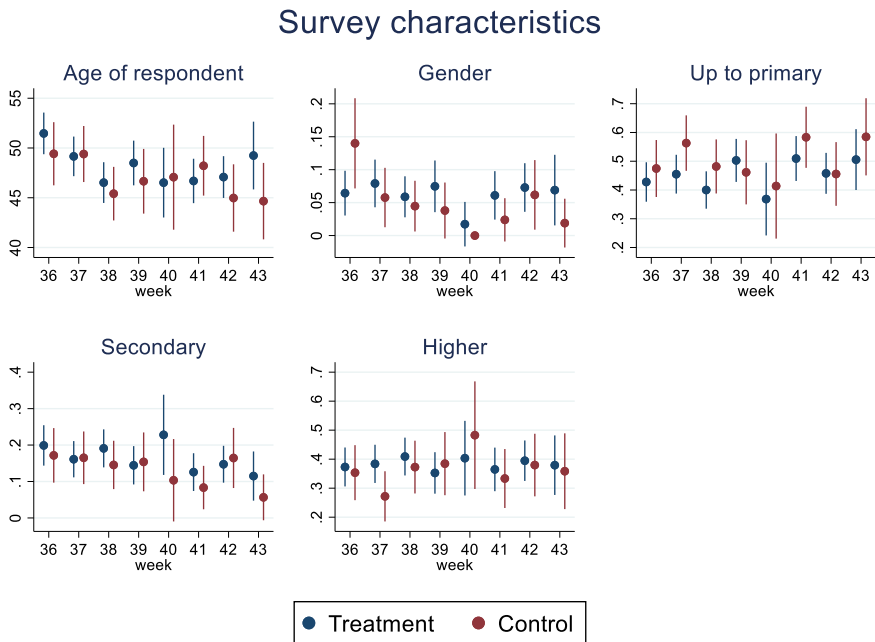 Survey characteristics
Age of respondent
55
50
45
40
36 37 38 39 40 41 42 43
week
Gender
.2
.15
.1
.05
0
36 37 38 39 40 41 42 43
week
Up to primary
.7
.6
.5
.4
.3
.2
36 37 38 39 40 41 42 43
week
Secondary
.4
.3
.2
.1
0
36 37 38 39 40 41 42 43
week
Higher
.7
.6
.5
.4
.3
.2
36 37 38 39 40 41 42 43
week
Treatment Control